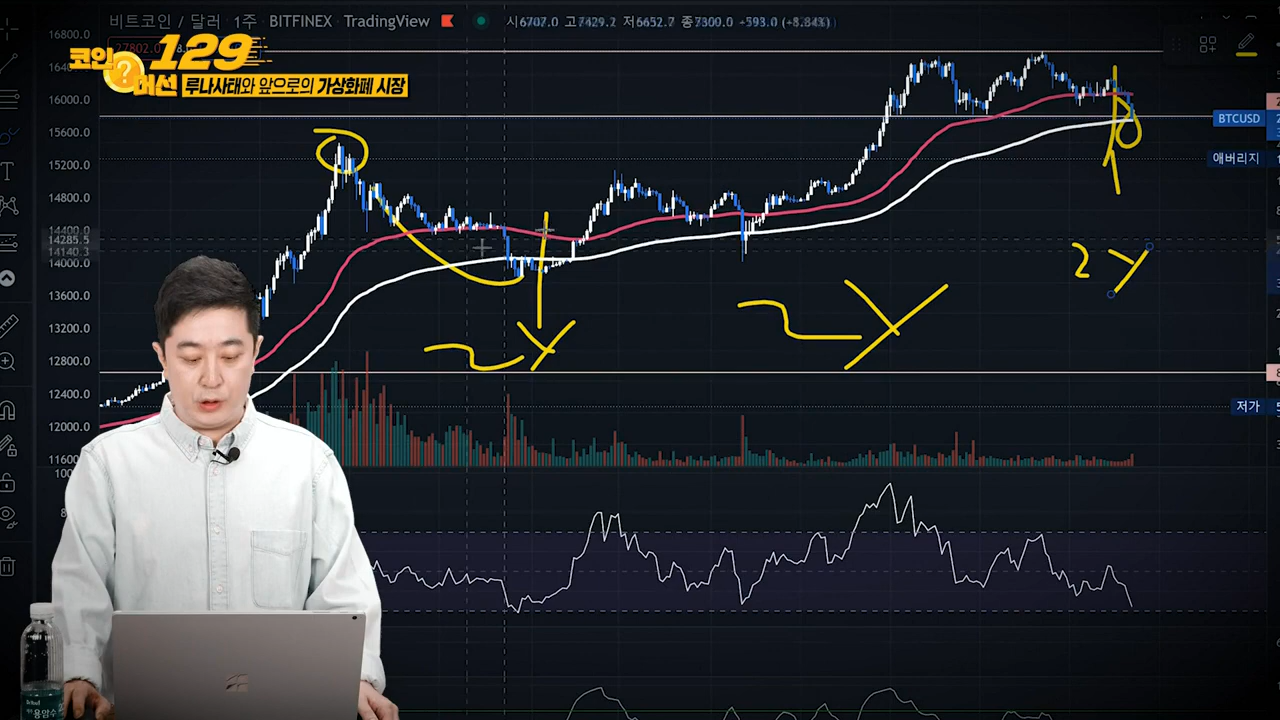 비트코인 / 달러 · 1주 · BITFINEX · TradingView
시6707.0 고7429.2 저6652.7 종7300.0 +593.0 (+8.84%)
27802.0
코인 129
머선 루나사태와 앞으로의 가상화폐 시장
?
16800.0
16000.0
15600.0
15200.0
14800.0
14400.0
14285.5
14140.3
14000.0
13600.0
13200.0
12800.0
12400.0
12000.0
BTCUSD
애버리지
저가
2Y
2Y
2Y
용암수